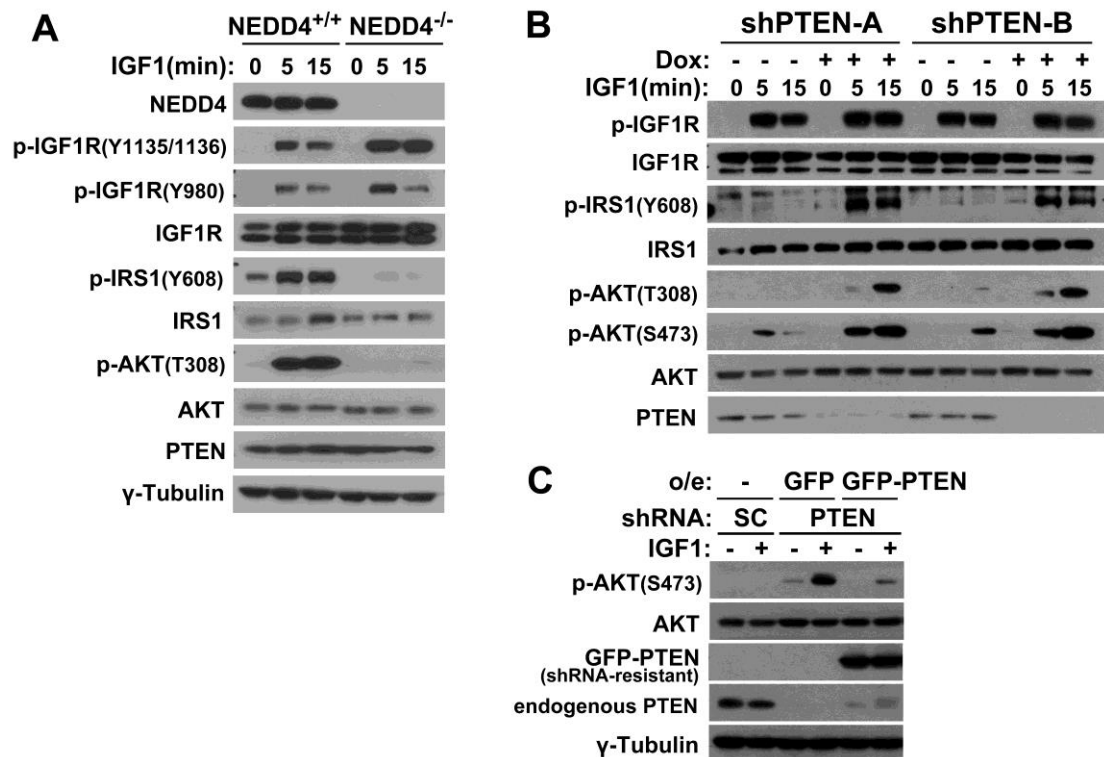 A
NEDD4+/+ NEDD4-/-
IGF1(min): 0 5 15 0 5 15
NEDD4
p-IGF1R(Y1135/1136)
p-IGF1R(Y980)
IGF1R
p-IRS1(Y608)
IRS1
p-AKT(T308)
AKT
PTEN
γ-Tubulin
B
shPTEN-A shPTEN-B
Dox: - - - + + + - - - + + +
IGF1(min): 0 5 15 0 5 15 0 5 15 0 5 15
p-IGF1R
IGF1R
p-IRS1(Y608)
IRS1
p-AKT(T308)
p-AKT(S473)
AKT
PTEN
C
o/e: - GFP GFP-PTEN
shRNA: SC PTEN
IGF1: - + - + - +
p-AKT(S473)
AKT
GFP-PTEN
(shRNA-resistant)
endogenous PTEN
γ-Tubulin